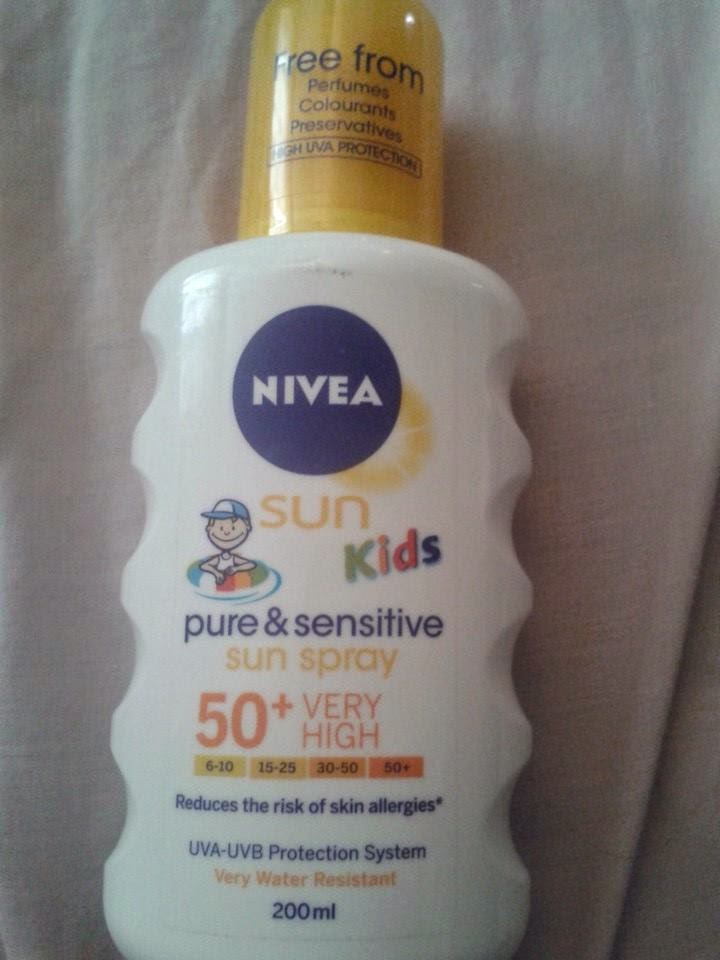 Free from
Perfumes
Colourants
Preservatives
HIGH UVA PROTECTION
NIVEA
sun
Kids
pure & sensitive
sun spray
50+ VERY HIGH
6-10 15-25 30-50 50+
Reduces the risk of skin allergies*
UVA-UVB Protection System
Very Water Resistant
200ml